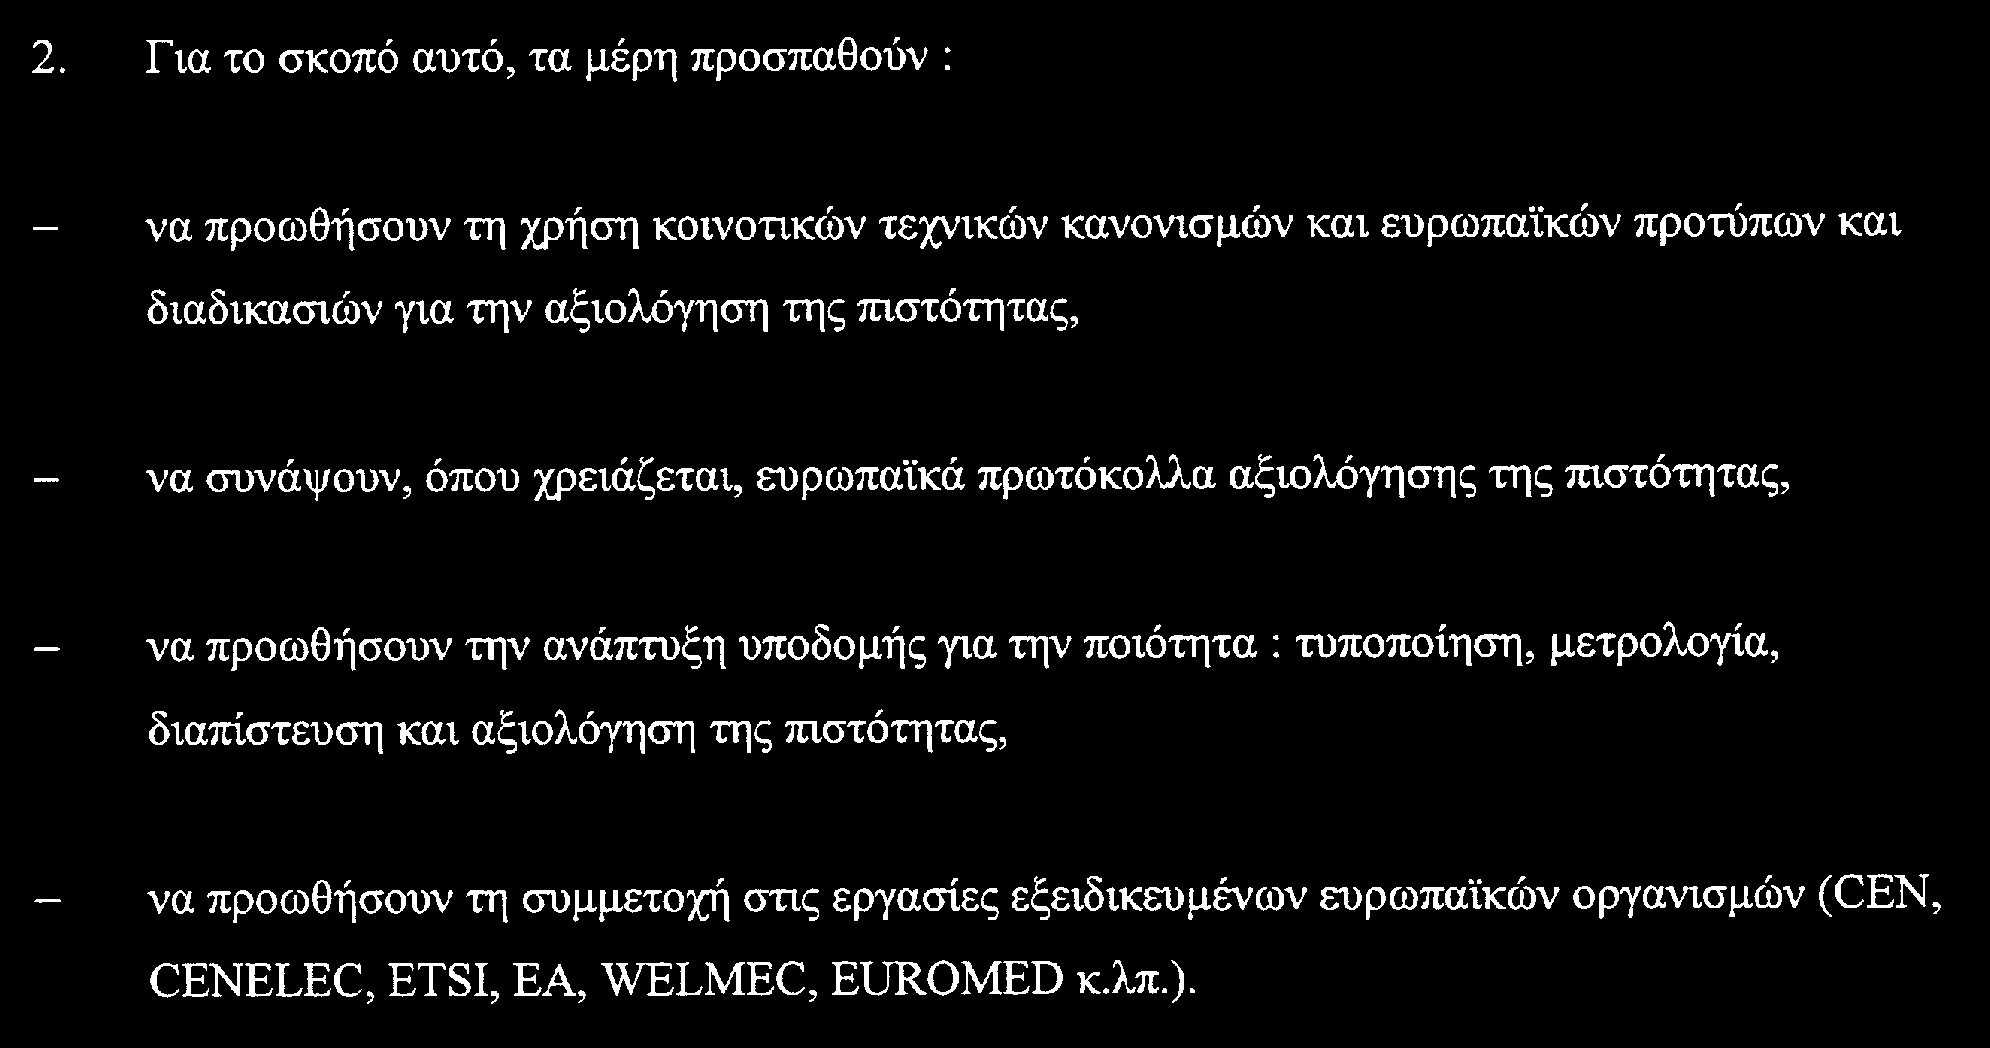 2. Για το σκοπό αυτό, τα μέρη προσπαθούν :
– να προωθήσουν τη χρήση κοινοτικών τεχνικών κανονισμών και ευρωπαϊκών προτύπων και
διαδικασιών για την αξιολόγηση της πιστότητας,
– να συνάψουν, όπου χρειάζεται, ευρωπαϊκά πρωτόκολλα αξιολόγησης της πιστότητας,
– να προωθήσουν την ανάπτυξη υποδομής για την ποιότητα : τυποποίηση, μετρολογία,
διαπίστευση και αξιολόγηση της πιστότητας,
– να προωθήσουν τη συμμετοχή στις εργασίες εξειδικευμένων ευρωπαϊκών οργανισμών (CEN,
CENELEC, ETSI, EA, WELMEC, EUROMED κ.λπ.).